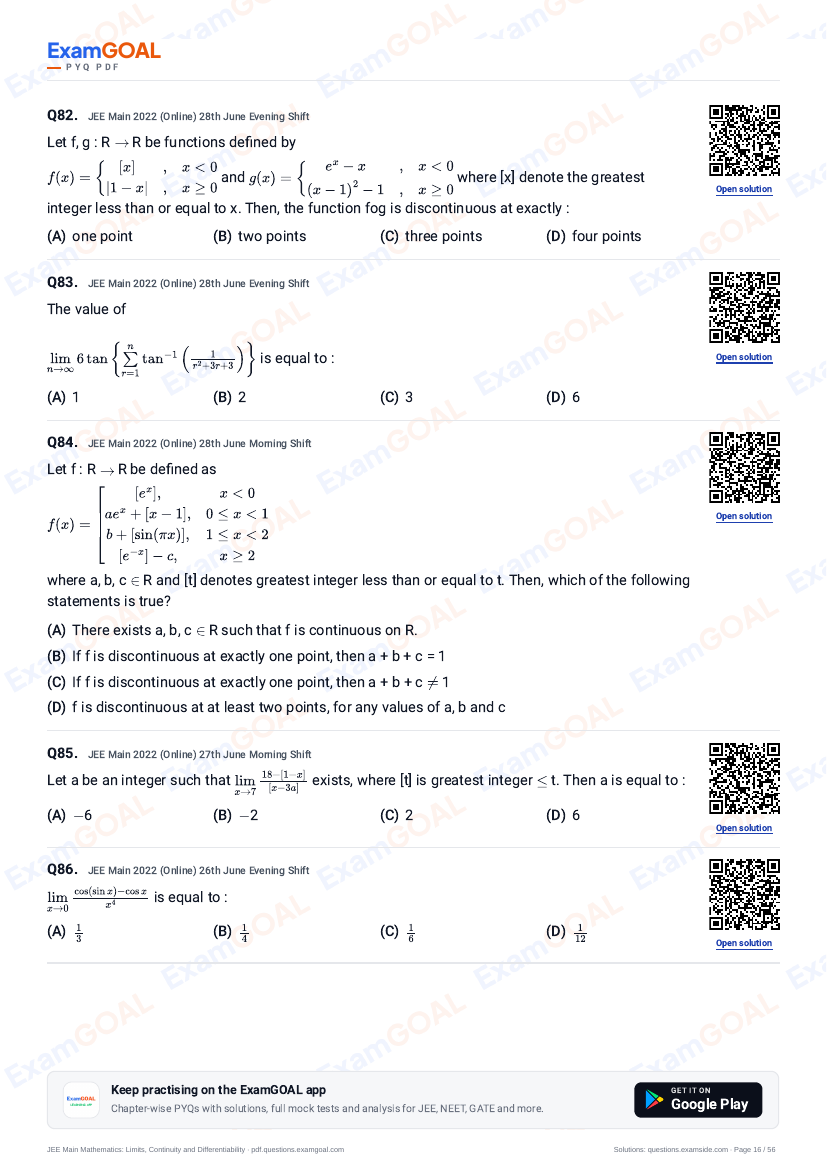 ExamGOAL
PYQ PDF
Q82. JEE Main 2022 (Online) 28th June Evening Shift
Let f, g : R → R be functions defined by
f(x) = { [x] , x < 0 ; |1 − x| , x ≥ 0 and g(x) = { e^x − x , x < 0 ; (x − 1)^2 − 1 , x ≥ 0 where [x] denote the greatest
integer less than or equal to x. Then, the function fog is discontinuous at exactly :
(A) one point (B) two points (C) three points (D) four points
Open solution
Q83. JEE Main 2022 (Online) 28th June Evening Shift
The value of
lim_{n→∞} 6 tan { ∑_{r=1}^{n} tan^{−1} ( 1/(r^2+3r+3) ) } is equal to :
(A) 1 (B) 2 (C) 3 (D) 6
Open solution
Q84. JEE Main 2022 (Online) 28th June Morning Shift
Let f : R → R be defined as
f(x) = [ [e^x], x < 0
ae^x + [x − 1], 0 ≤ x < 1
b + [sin(πx)], 1 ≤ x < 2
[e^{−x}] − c, x ≥ 2
where a, b, c ∈ R and [t] denotes greatest integer less than or equal to t. Then, which of the following
statements is true?
(A) There exists a, b, c ∈ R such that f is continuous on R.
(B) If f is discontinuous at exactly one point, then a + b + c = 1
(C) If f is discontinuous at exactly one point, then a + b + c ≠ 1
(D) f is discontinuous at at least two points, for any values of a, b and c
Open solution
Q85. JEE Main 2022 (Online) 27th June Morning Shift
Let a be an integer such that lim_{x→7} (18−[1−x])/([x−3a]) exists, where [t] is greatest integer ≤ t. Then a is equal to :
(A) −6 (B) −2 (C) 2 (D) 6
Open solution
Q86. JEE Main 2022 (Online) 26th June Evening Shift
lim_{x→0} (cos(sin x)−cos x)/x^4 is equal to :
(A) 1/3 (B) 1/4 (C) 1/6 (D) 1/12
Open solution
Keep practising on the ExamGOAL app
Chapter-wise PYQs with solutions, full mock tests and analysis for JEE, NEET, GATE and more.
GET IT ON
Google Play
JEE Main Mathematics: Limits, Continuity and Differentiability · pdf.questions.examgoal.com
Solutions: questions.examside.com · Page 16 / 56